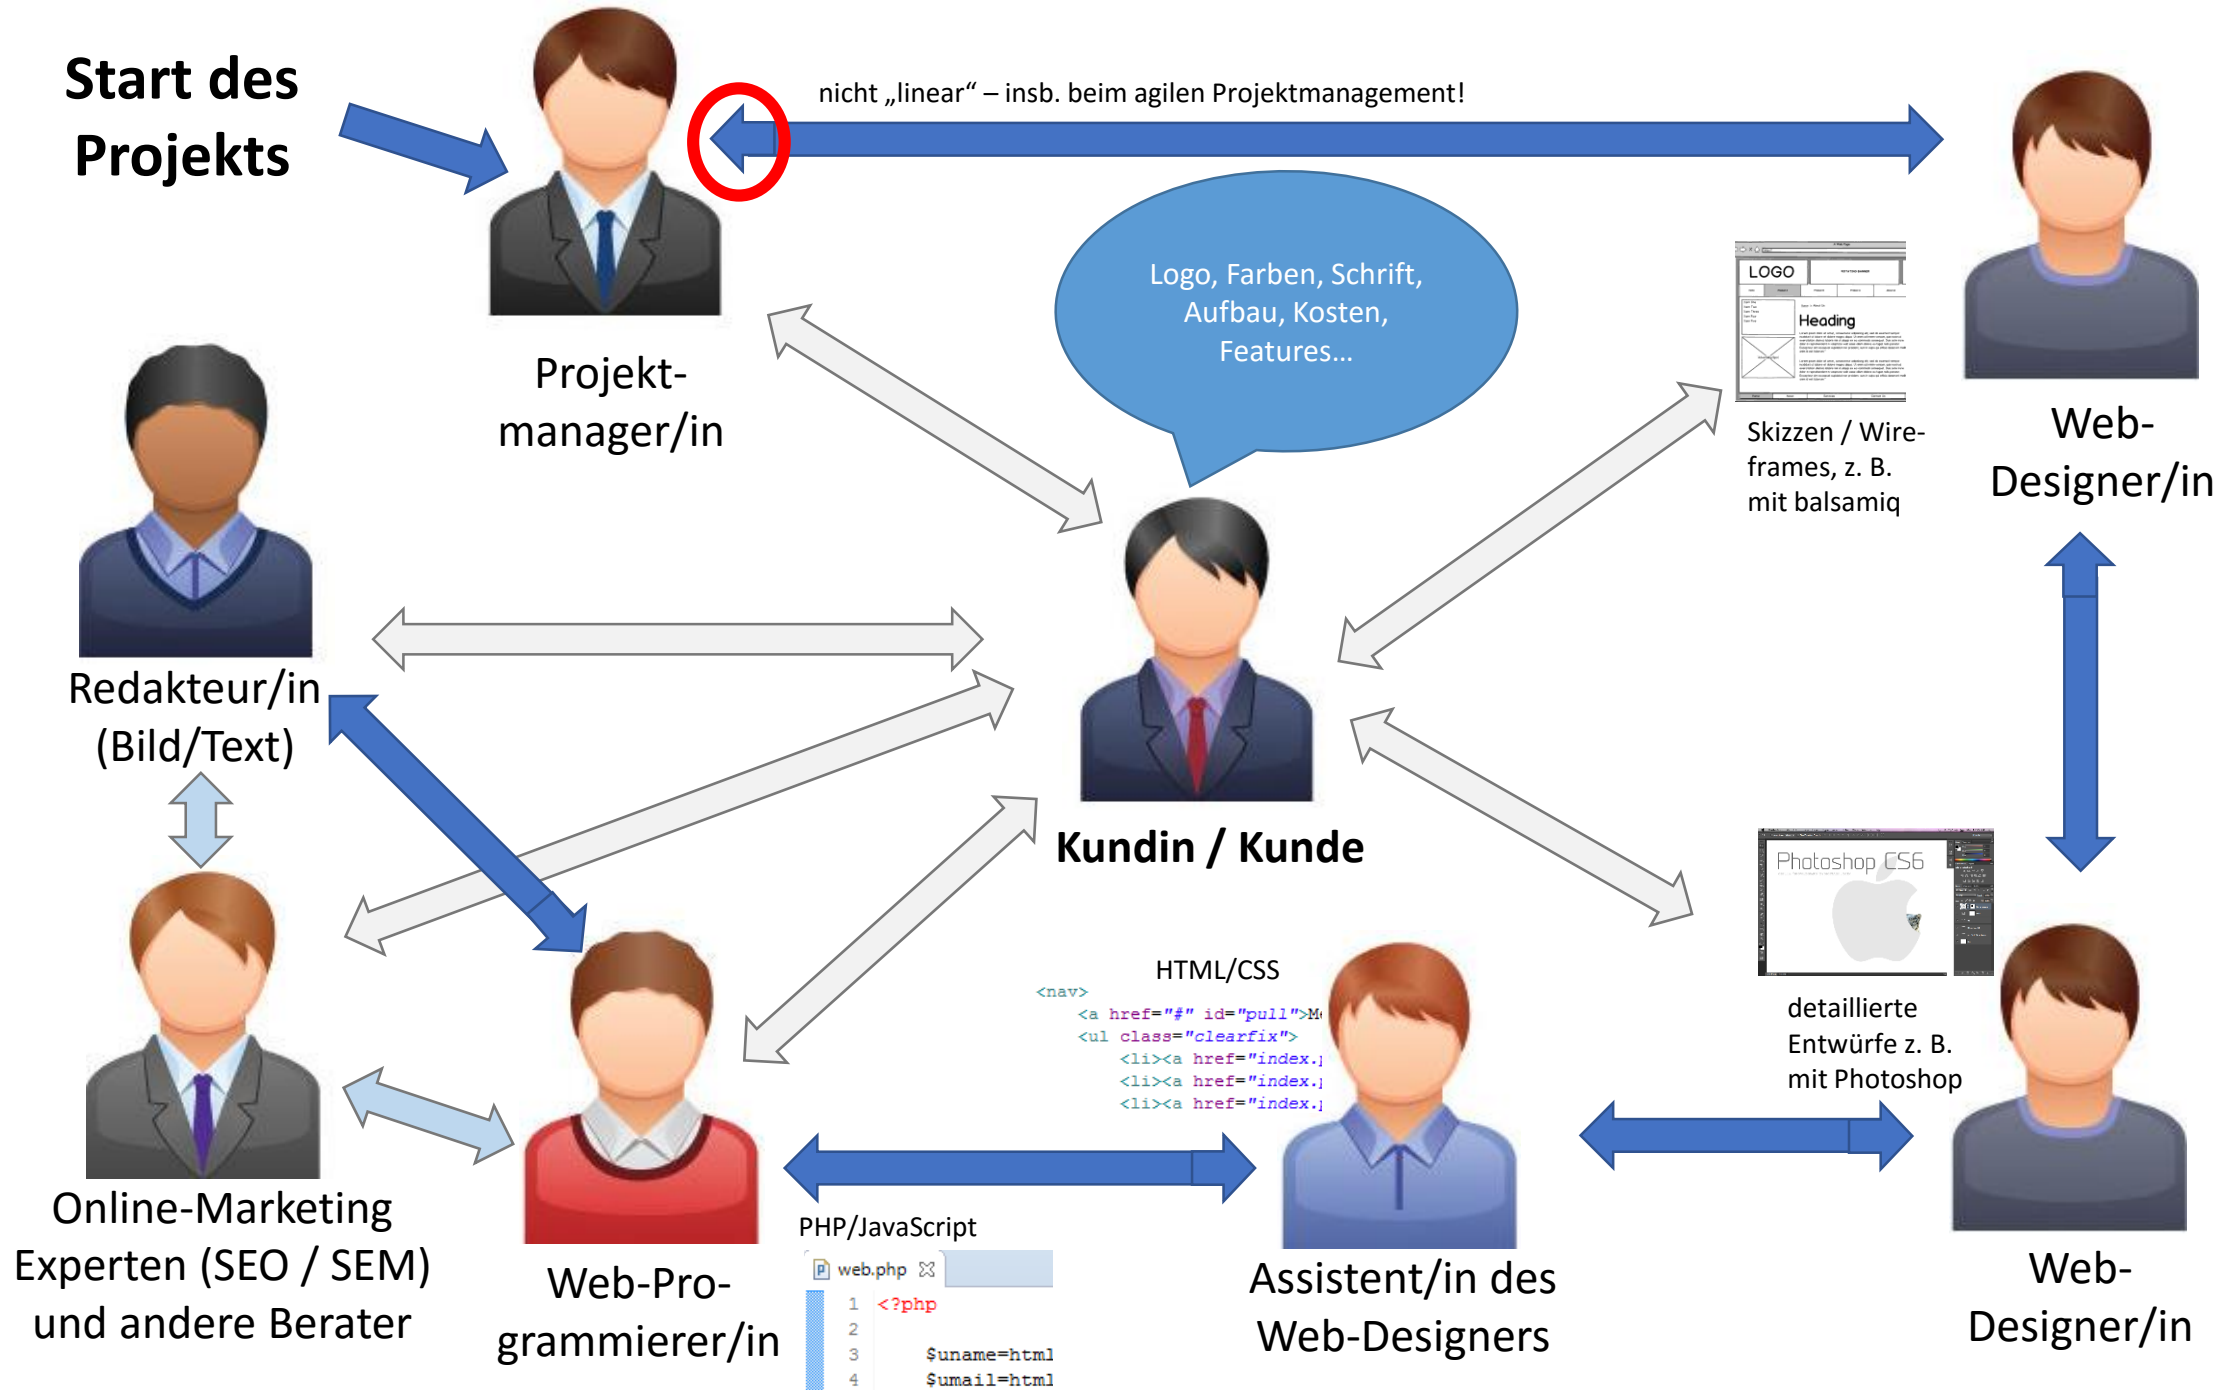 Start des
Projekts
nicht „linear“ – insb. beim agilen Projektmanagement!
Logo, Farben, Schrift,
Aufbau, Kosten,
Features...
Projekt-
manager/in
LOGO
Heading
Skizzen / Wire-
frames, z. B.
mit balsamiq
Web-
Designer/in
Redakteur/in
(Bild/Text)
Kundin / Kunde
Photoshop CS6
detaillierte
Entwürfe z. B.
mit Photoshop
HTML/CSS
<nav>
<a href="#" id="pull">M
<ul class="clearfix">
<li><a href="index.
<li><a href="index.
<li><a href="index.
Online-Marketing
Experten (SEO / SEM)
und andere Berater
Web-Pro-
grammierer/in
PHP/JavaScript
web.php
1 <?php
2
3 $uname=html
4 $umail=html
Assistent/in des
Web-Designers
Web-
Designer/in